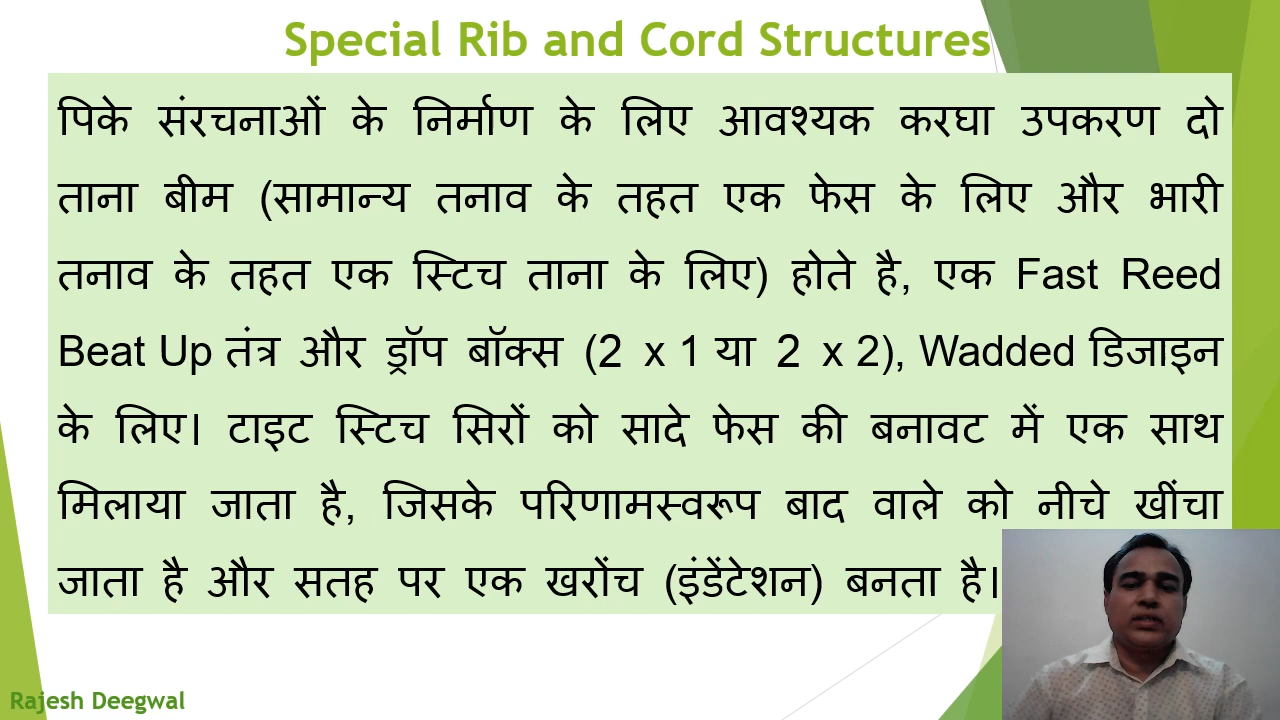 Special Rib and Cord Structures
पिके संरचनाओं के निर्माण के लिए आवश्यक करघा उपकरण दो
ताना बीम (सामान्य तनाव के तहत एक फेस के लिए और भारी
तनाव के तहत एक स्टिच ताना के लिए) होते है, एक Fast Reed
Beat Up तंत्र और ड्रॉप बॉक्स (2 x 1 या 2 x 2), Wadded डिजाइन
के लिए। टाइट स्टिच सिरों को सादे फेस की बनावट में एक साथ
मिलाया जाता है, जिसके परिणामस्वरूप बाद वाले को नीचे खींचा
जाता है और सतह पर एक खरोंच (इंडेंटेशन) बनता है।
Rajesh Deegwal